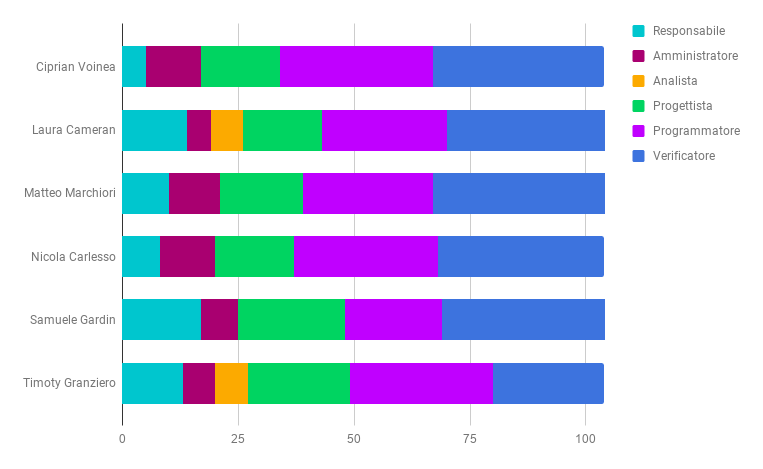 Ciprian Voinea
Laura Cameran
Matteo Marchiori
Nicola Carlesso
Samuele Gardin
Timoty Granziero
0 25 50 75 100
Responsabile
Amministratore
Analista
Progettista
Programmatore
Verificatore